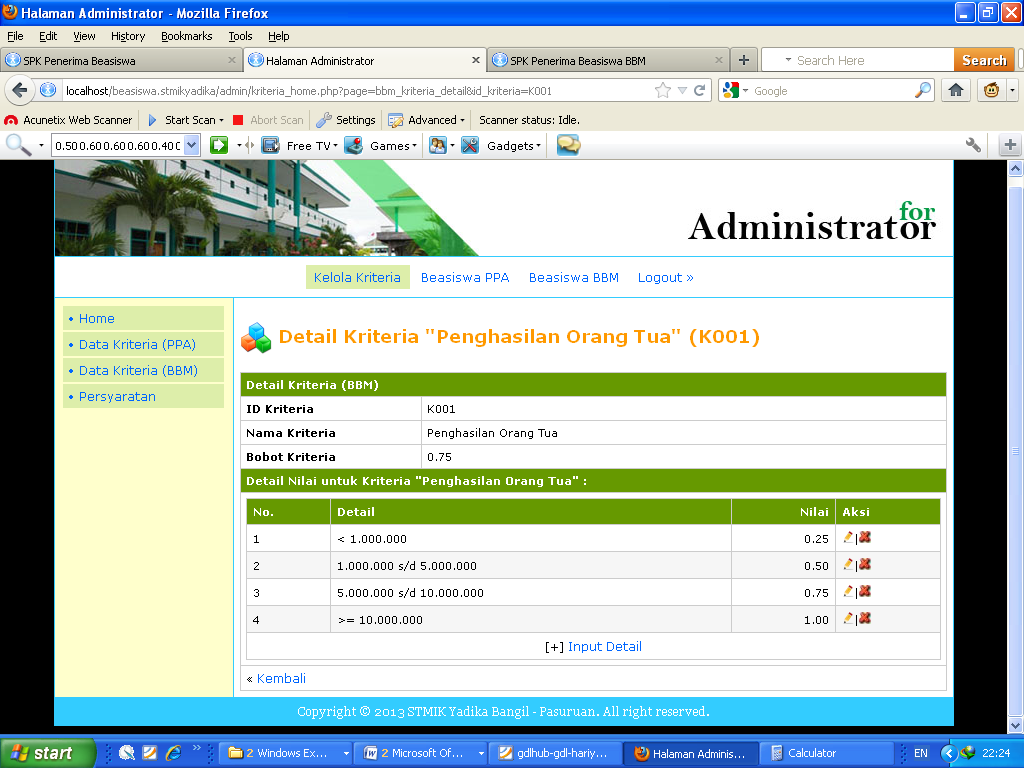 Halaman Administrator - Mozilla Firefox
File Edit View History Bookmarks Tools Help
SPK Penerima Beasiswa Halaman Administrator SPK Penerima Beasiswa BBM Search Here Search
localhost/beasiswa.stmikyadika/admin/kriteria_home.php?page=bbm_kriteria_detail&id_kriteria=K001 Google
Acunetix Web Scanner Start Scan Abort Scan Settings Advanced Scanner status: Idle.
0.500.600.600.600.40C Free TV Games Gadgets
for
Administrator
Kelola Kriteria Beasiswa PPA Beasiswa BBM Logout »
• Home
• Data Kriteria (PPA)
• Data Kriteria (BBM)
• Persyaratan
Detail Kriteria "Penghasilan Orang Tua" (K001)
Detail Kriteria (BBM)
ID Kriteria K001
Nama Kriteria Penghasilan Orang Tua
Bobot Kriteria 0.75
Detail Nilai untuk Kriteria "Penghasilan Orang Tua" :
No. Detail Nilai Aksi
1 < 1.000.000 0.25 |
2 1.000.000 s/d 5.000.000 0.50 |
3 5.000.000 s/d 10.000.000 0.75 |
4 >= 10.000.000 1.00 |
[+] Input Detail
« Kembali
Copyright © 2013 STMIK Yadika Bangil - Pasuruan. All right reserved.
start 2 Windows Ex... 2 Microsoft Of... gdlhub-gdl-hariy... Halaman Adminis... Calculator EN 22:24